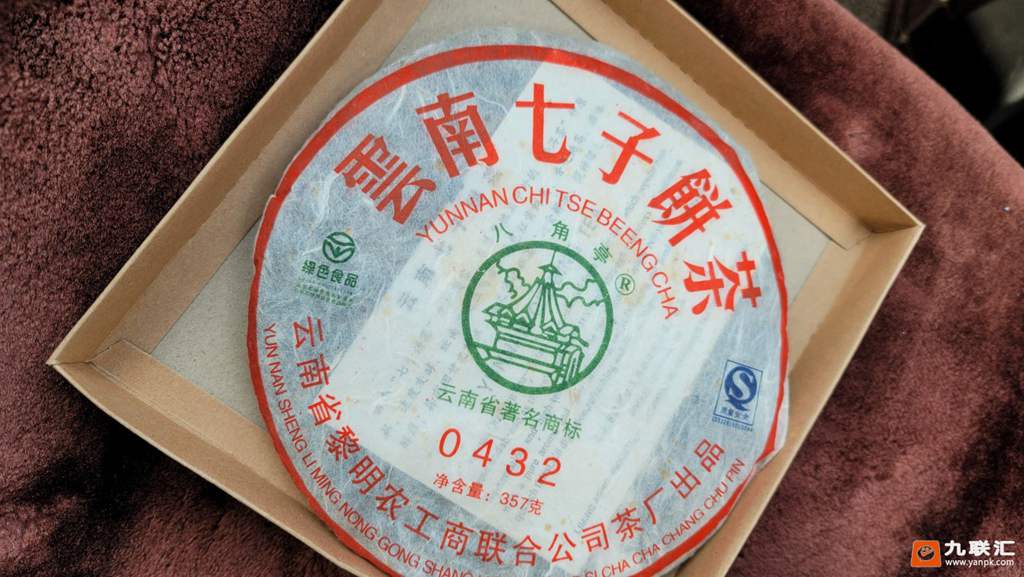 雲南七子餅茶
YUNNAN CHI TSE BEENG CHA
八角亭®
绿色食品
云南省著名商标
0432
净含量：357克
质量安全
云南省黎明农工商联合公司茶厂出品
YUN NAN SHENG LI MING NONG GONG SHANG
SI CHA CHANG CHU PIN
九联汇
www.yanpk.com